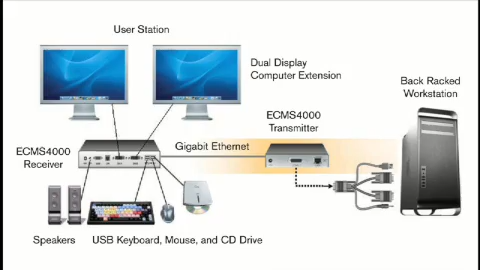 User Station
Dual Display
Computer Extension
Back Racked
Workstation
ECMS4000
Transmitter
Gigabit Ethernet
ECMS4000
Receiver
Speakers
USB Keyboard, Mouse, and CD Drive